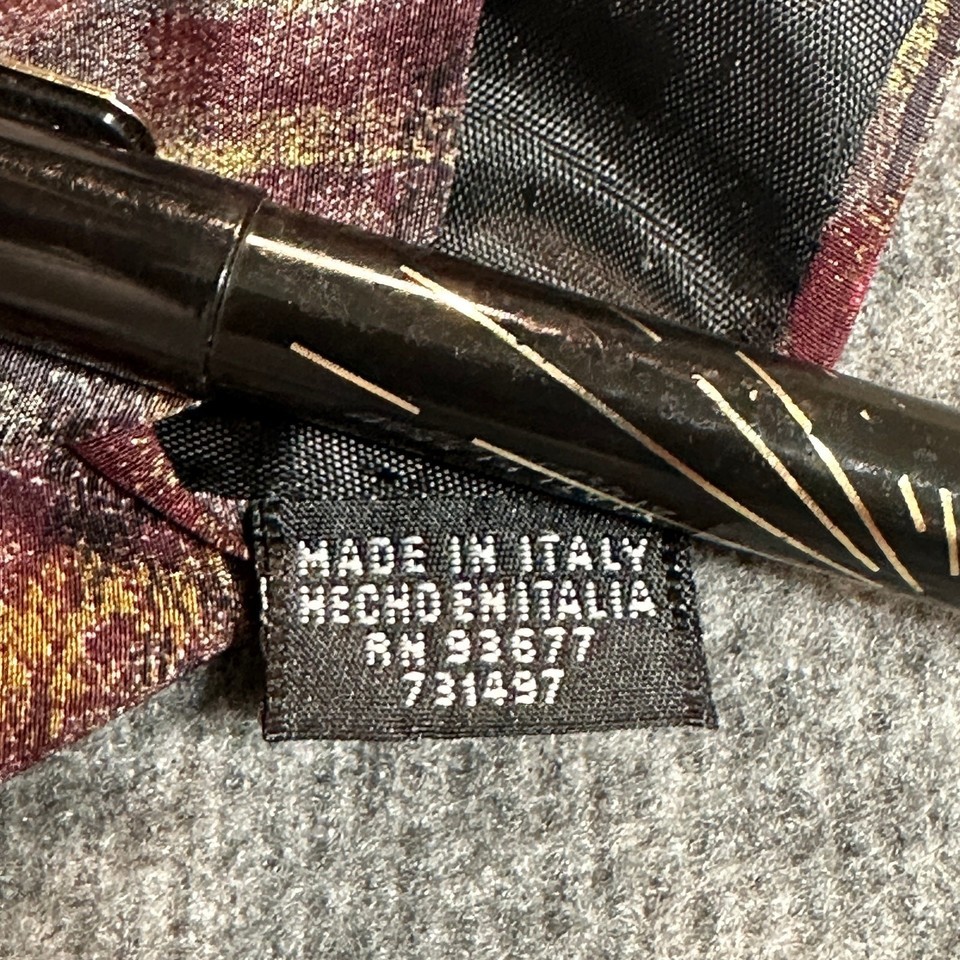 MADE IN ITALY
HECHO EN ITALIA
RN 93677
731497